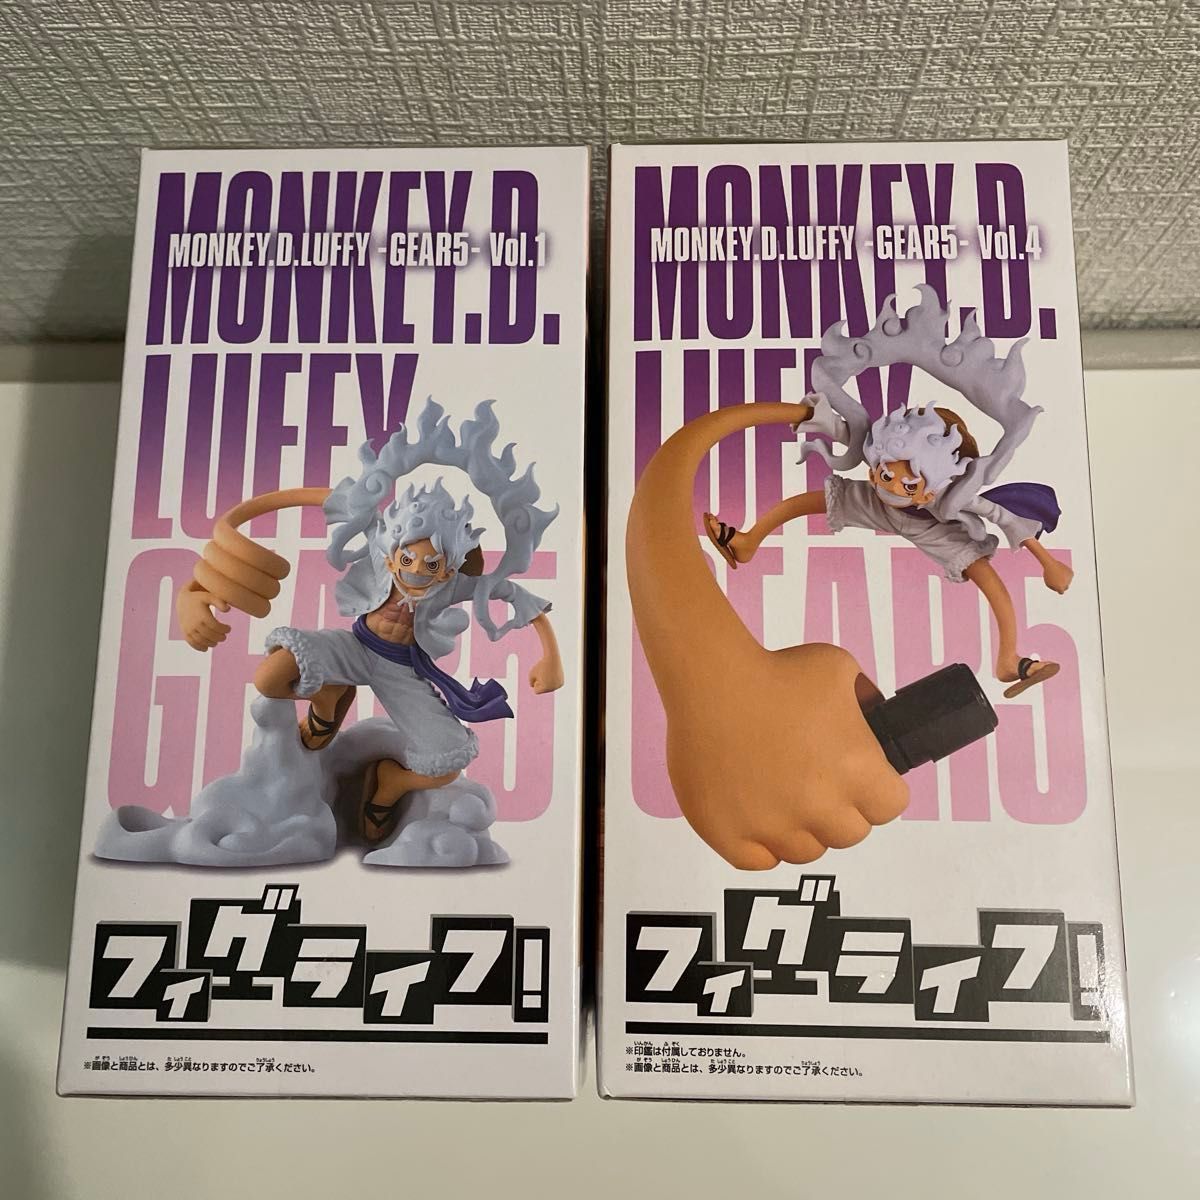 MONKEY.D.
MONKEY.D.LUFFY -GEAR5- Vol.1
LUFFY
GEAR5
フィグライフ!
※画像と商品とは、多少異なりますのでご了承ください。
MONKEY.D.
MONKEY.D.LUFFY -GEAR5- Vol.4
LUFFY
GEAR5
フィグライフ!
※印鑑は付属しておりません。
※画像と商品とは、多少異なりますのでご了承ください。